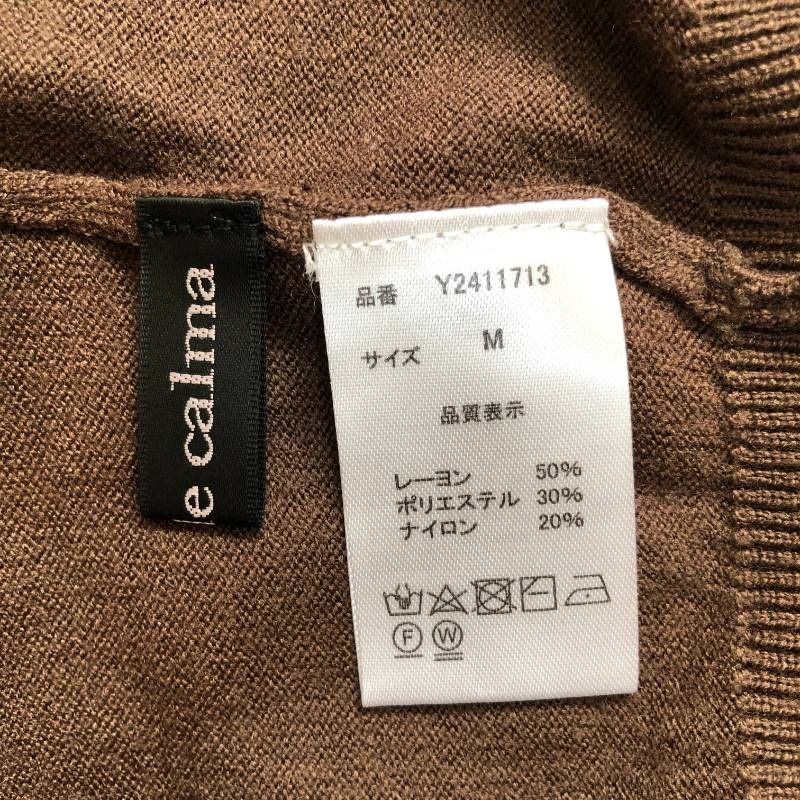 le calma
品番 Y2411713
サイズ M
品質表示
レーヨン 50%
ポリエステル 30%
ナイロン 20%
F W